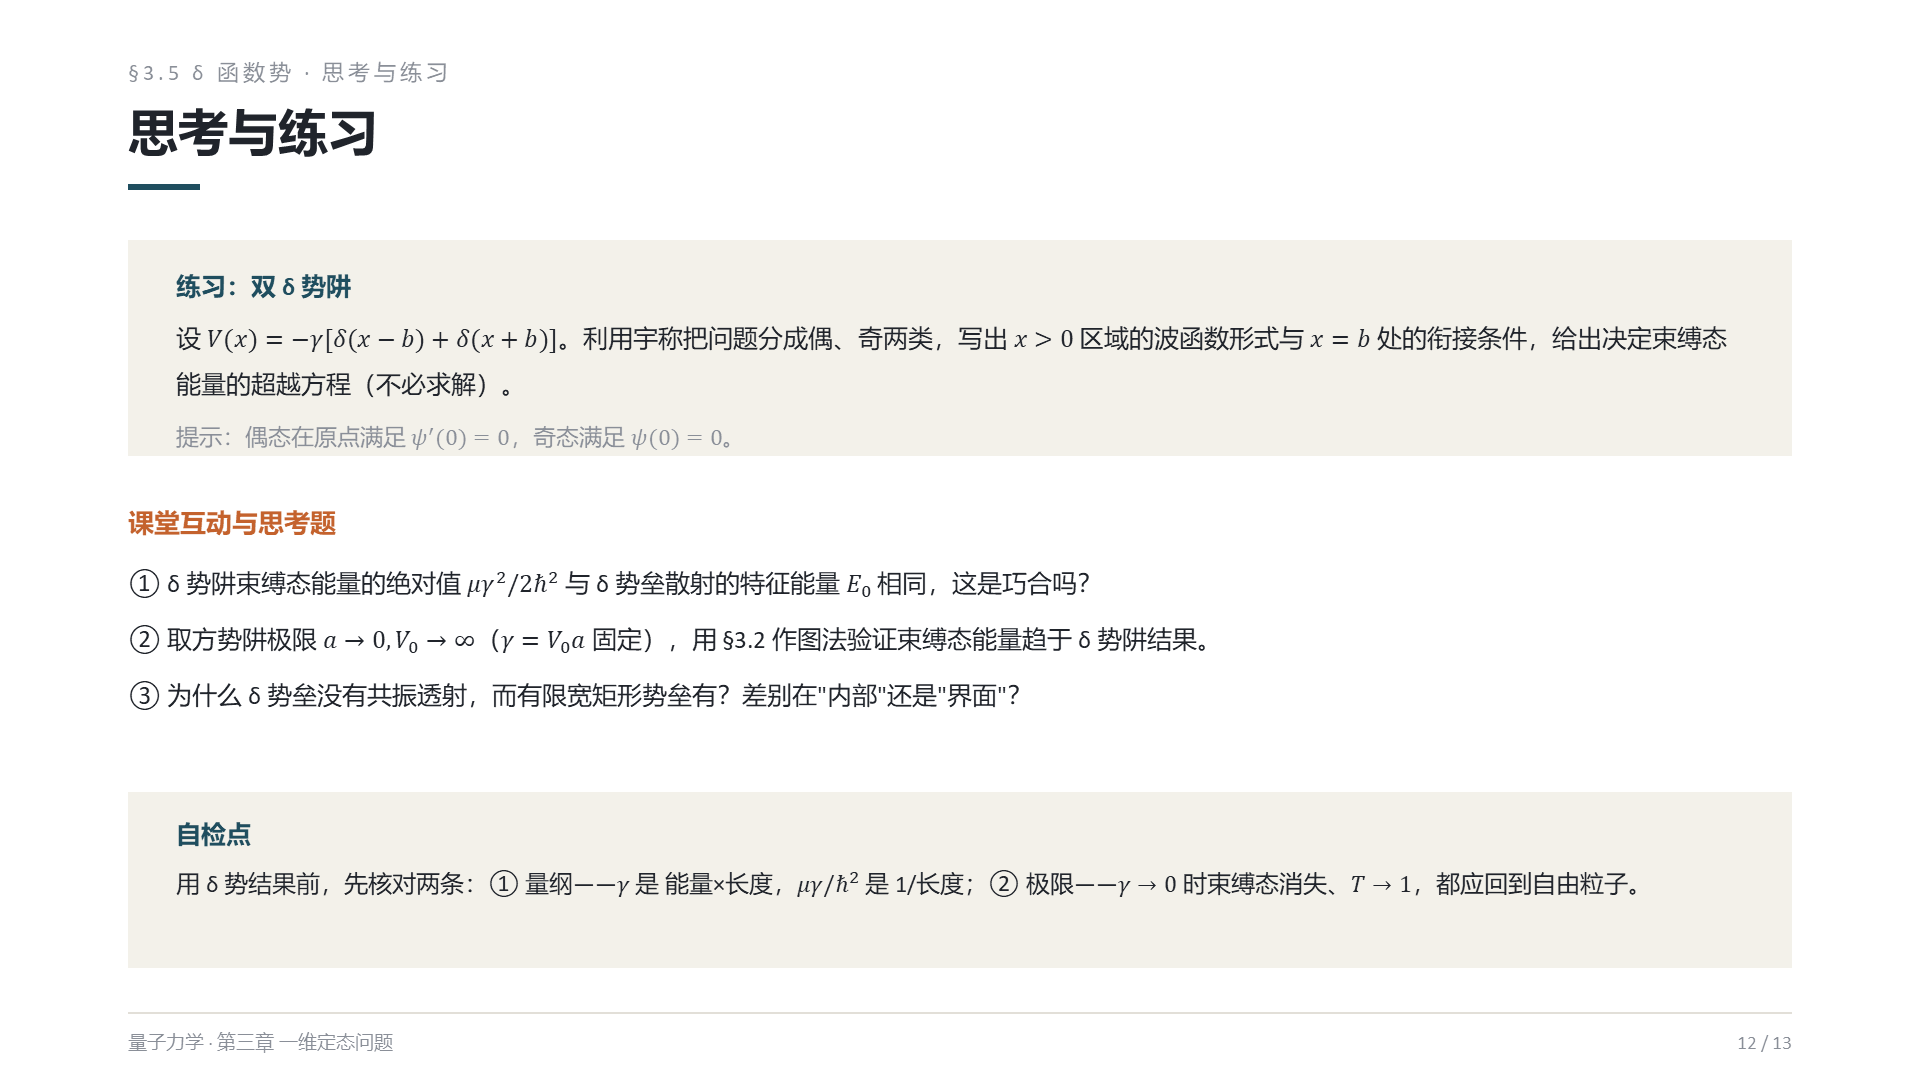 §3.5 δ 函数势 · 思考与练习
思考与练习
练习：双 δ 势阱
设 V(x) = −γ[δ(x − b) + δ(x + b)]。利用宇称把问题分成偶、奇两类，写出 x > 0 区域的波函数形式与 x = b 处的衔接条件，给出决定束缚态
能量的超越方程（不必求解）。
提示：偶态在原点满足 ψ′(0) = 0，奇态满足 ψ(0) = 0。
课堂互动与思考题
① δ 势阱束缚态能量的绝对值 μγ²/2ℏ² 与 δ 势垒散射的特征能量 E₀ 相同，这是巧合吗？
② 取方势阱极限 a → 0, V₀ → ∞（γ = V₀a 固定），用 §3.2 作图法验证束缚态能量趋于 δ 势阱结果。
③ 为什么 δ 势垒没有共振透射，而有限宽矩形势垒有？差别在"内部"还是"界面"？
自检点
用 δ 势结果前，先核对两条：① 量纲——γ 是 能量×长度，μγ/ℏ² 是 1/长度；② 极限——γ → 0 时束缚态消失、T → 1，都应回到自由粒子。
量子力学 · 第三章 一维定态问题
12 / 13